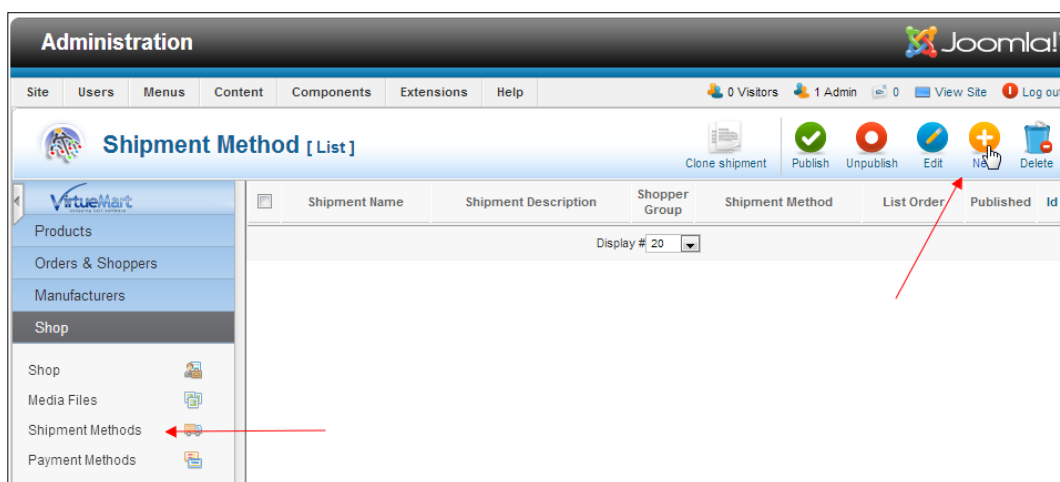 Administration
Joomla!
Site Users Menus Content Components Extensions Help 0 Visitors 1 Admin 0 View Site Log out
Shipment Method [ List ]
Clone shipment Publish Unpublish Edit Delete
VirtueMart
Shipment Name Shipment Description Shopper Group Shipment Method List Order Published Id
Display # 20
Products
Orders & Shoppers
Manufacturers
Shop
Shop
Media Files
Shipment Methods
Payment Methods